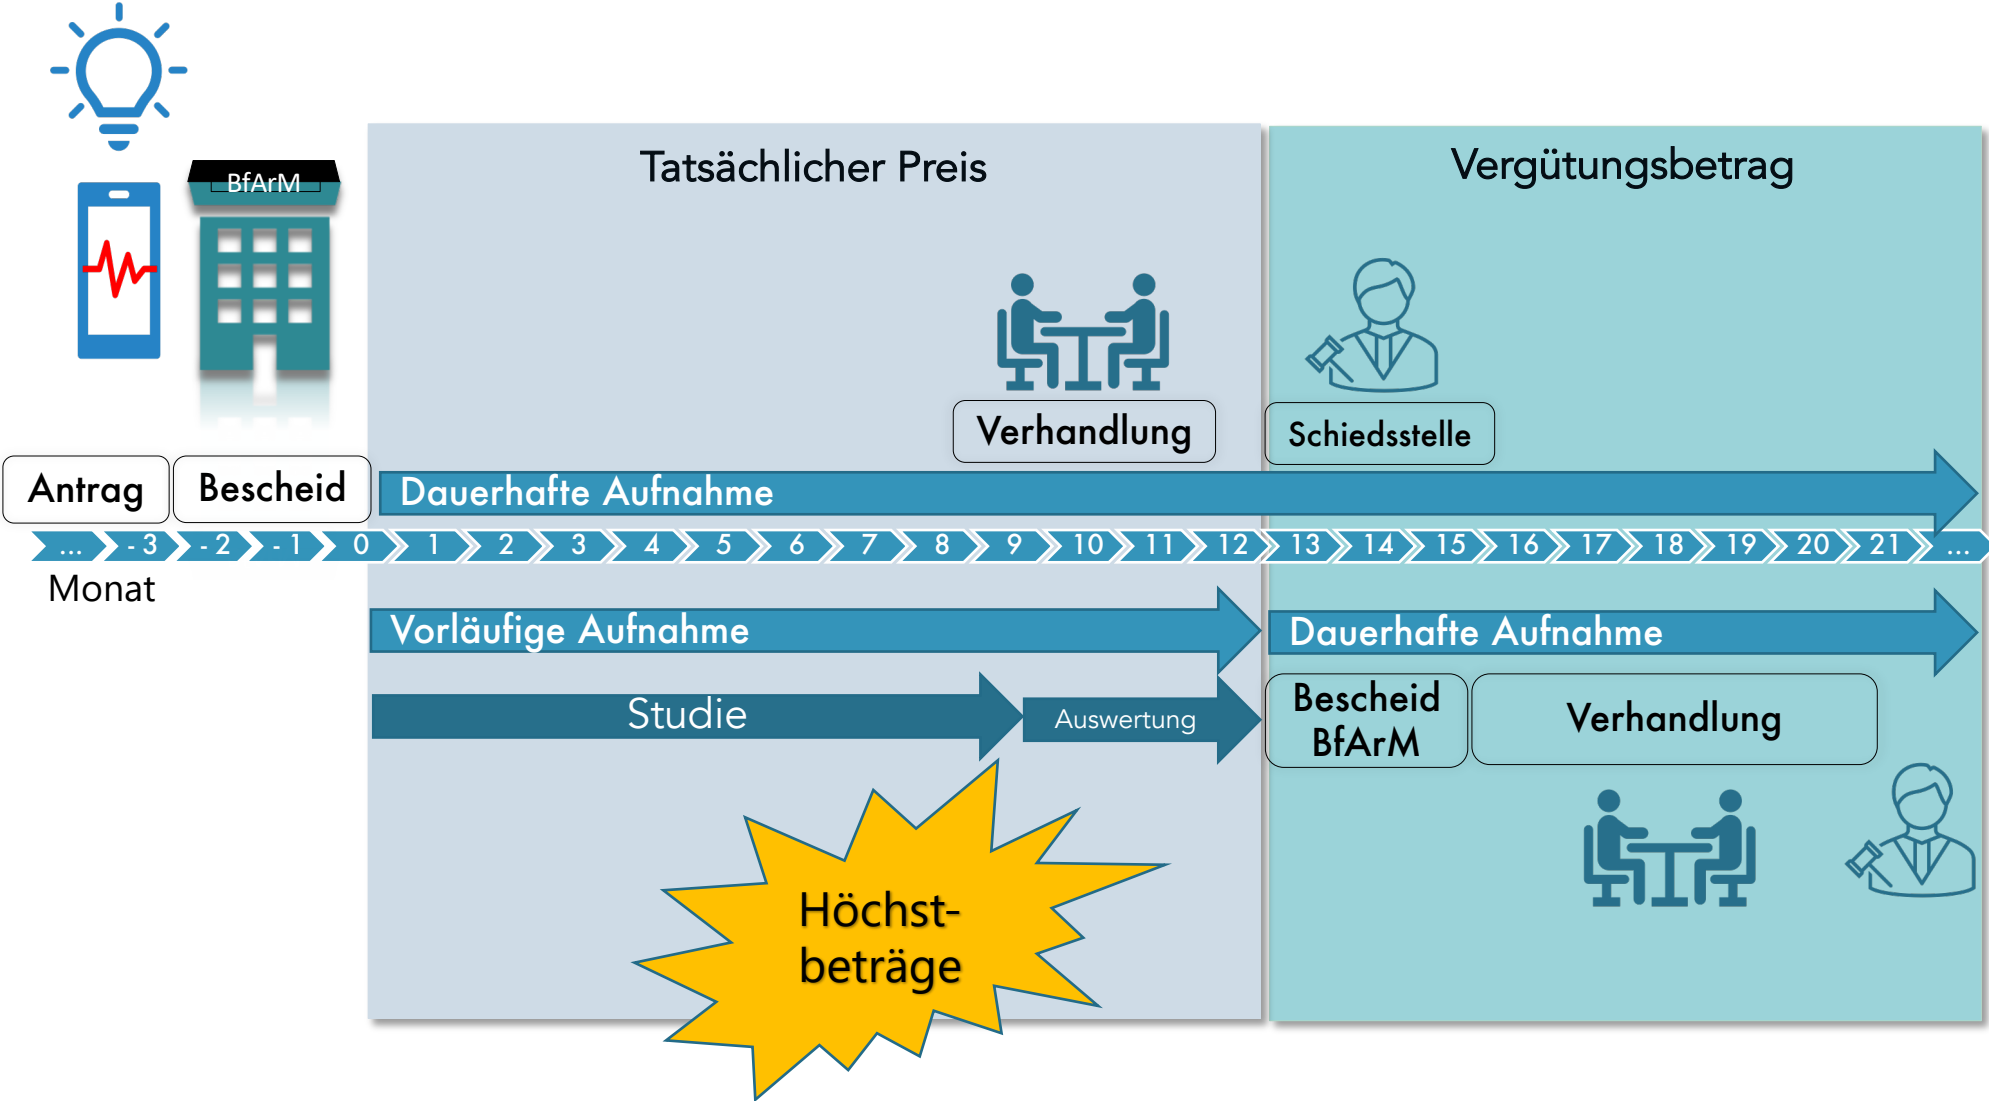 BfArM
Tatsächlicher Preis
Vergütungsbetrag
Verhandlung
Schiedsstelle
Antrag
Bescheid
Dauerhafte Aufnahme
... - 3 - 2 - 1 0 1 2 3 4 5 6 7 8 9 10 11 12 13 14 15 16 17 18 19 20 21 ...
Monat
Vorläufige Aufnahme
Dauerhafte Aufnahme
Studie
Auswertung
Bescheid
BfArM
Verhandlung
Höchst-
beträge